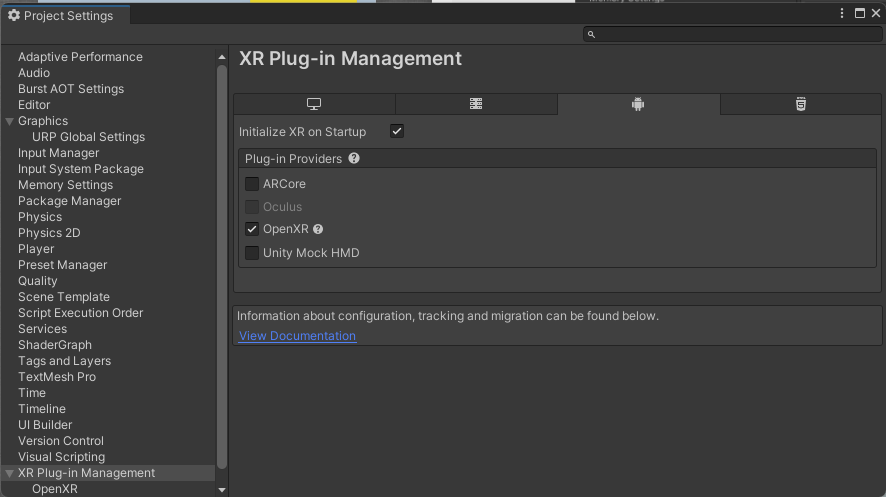 Project Settings
Adaptive Performance
Audio
Burst AOT Settings
Editor
Graphics
URP Global Settings
Input Manager
Input System Package
Memory Settings
Package Manager
Physics
Physics 2D
Player
Preset Manager
Quality
Scene Template
Script Execution Order
Services
ShaderGraph
Tags and Layers
TextMesh Pro
Time
Timeline
UI Builder
Version Control
Visual Scripting
XR Plug-in Management
OpenXR
XR Plug-in Management
Initialize XR on Startup
Plug-in Providers
ARCore
Oculus
OpenXR
Unity Mock HMD
Information about configuration, tracking and migration can be found below.
View Documentation